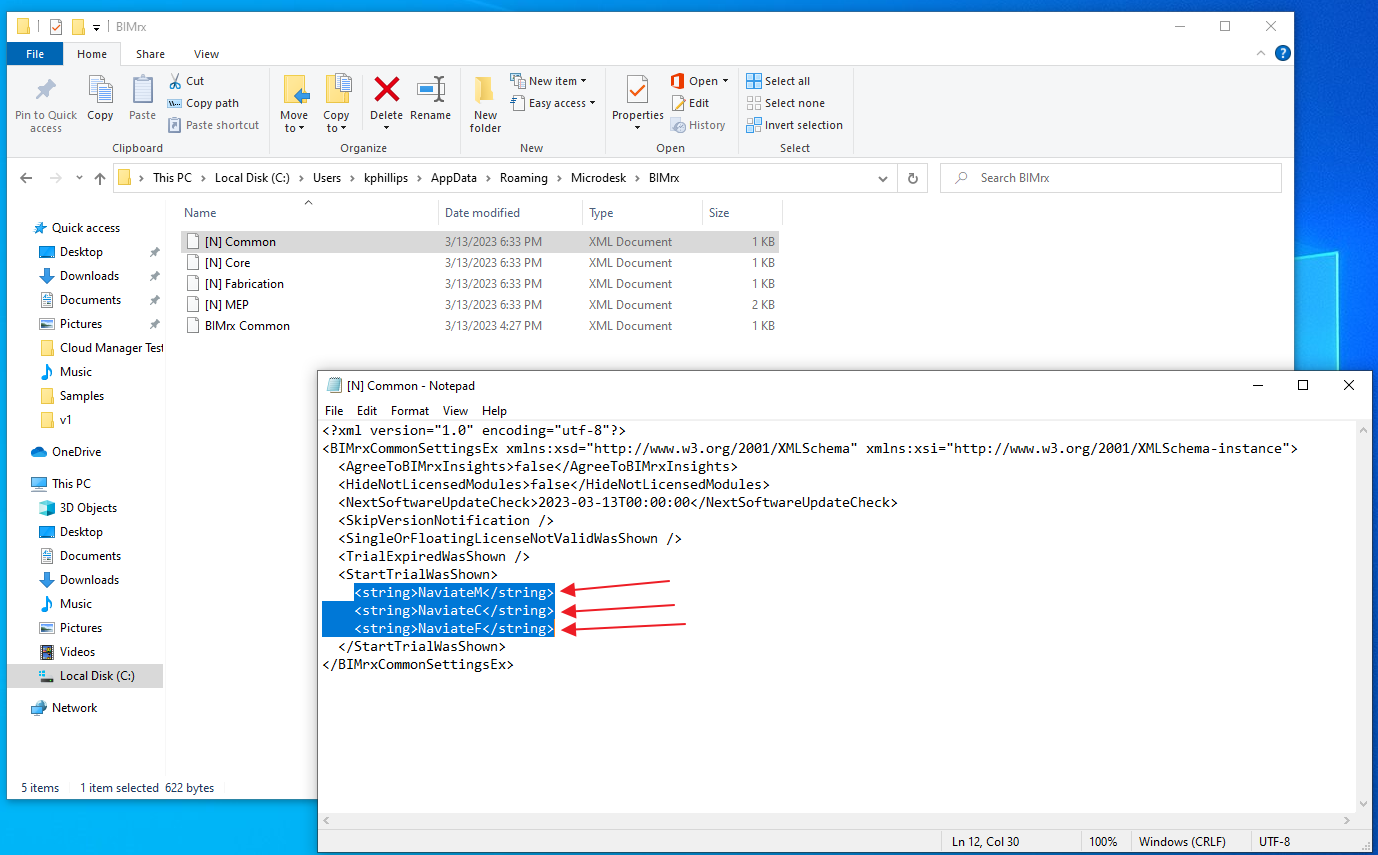 BIMrx
File
Home
Share
View
Pin to Quick access
Copy
Paste
Cut
Copy path
Paste shortcut
Clipboard
Move to
Copy to
Delete
Rename
Organize
New folder
New item
Easy access
New
Properties
Open
Edit
History
Open
Select all
Select none
Invert selection
Select
This PC > Local Disk (C:) > Users > kphillips > AppData > Roaming > Microdesk > BIMrx
Search BIMrx
Quick access
Desktop
Downloads
Documents
Pictures
Cloud Manager Test
Music
Samples
v1
OneDrive
This PC
3D Objects
Desktop
Documents
Downloads
Music
Pictures
Videos
Local Disk (C:)
Network
Name Date modified Type Size
[N] Common 3/13/2023 6:33 PM XML Document 1 KB
[N] Core 3/13/2023 6:33 PM XML Document 1 KB
[N] Fabrication 3/13/2023 6:33 PM XML Document 1 KB
[N] MEP 3/13/2023 6:33 PM XML Document 2 KB
BIMrx Common 3/13/2023 4:27 PM XML Document 1 KB
5 items 1 item selected 622 bytes
[N] Common - Notepad
File Edit Format View Help
<?xml version="1.0" encoding="utf-8"?>
<BIMrxCommonSettingsEx xmlns:xsd="http://www.w3.org/2001/XMLSchema" xmlns:xsi="http://www.w3.org/2001/XMLSchema-instance">
<AgreeToBIMrxInsights>false</AgreeToBIMrxInsights>
<HideNotLicensedModules>false</HideNotLicensedModules>
<NextSoftwareUpdateCheck>2023-03-13T00:00:00</NextSoftwareUpdateCheck>
<SkipVersionNotification />
<SingleOrFloatingLicenseNotValidWasShown />
<TrialExpiredWasShown />
<StartTrialWasShown>
<string>NaviateM</string>
<string>NaviateC</string>
<string>NaviateF</string>
</StartTrialWasShown>
</BIMrxCommonSettingsEx>
Ln 12, Col 30 100% Windows (CRLF) UTF-8